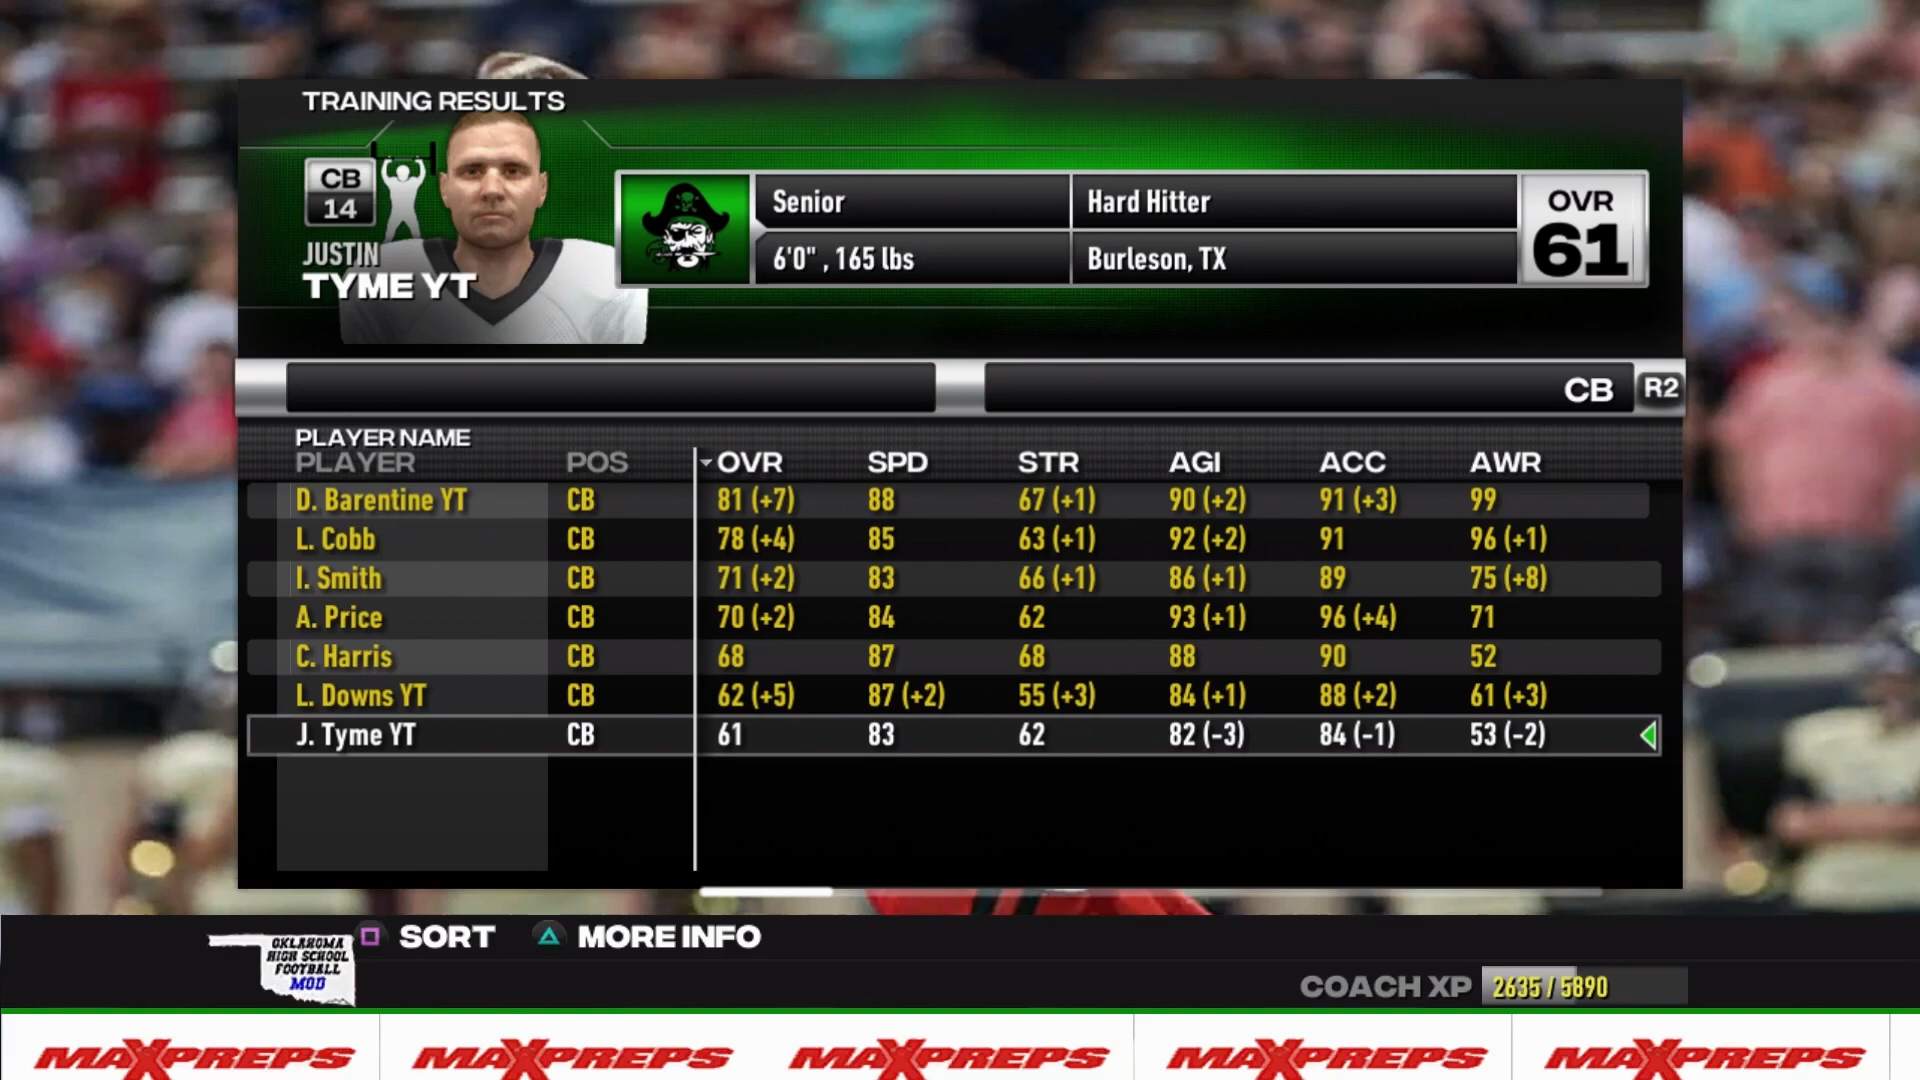 TRAINING RESULTS
CB
14
JUSTIN
TYME YT
Senior
Hard Hitter
6'0" , 165 lbs
Burleson, TX
OVR
61
CB
R2
PLAYER NAME
PLAYER POS OVR SPD STR AGI ACC AWR
D. Barentine YT CB 81 (+7) 88 67 (+1) 90 (+2) 91 (+3) 99
L. Cobb CB 78 (+4) 85 63 (+1) 92 (+2) 91 96 (+1)
I. Smith CB 71 (+2) 83 66 (+1) 86 (+1) 89 75 (+8)
A. Price CB 70 (+2) 84 62 93 (+1) 96 (+4) 71
C. Harris CB 68 87 68 88 90 52
L. Downs YT CB 62 (+5) 87 (+2) 55 (+3) 84 (+1) 88 (+2) 61 (+3)
J. Tyme YT CB 61 83 62 82 (-3) 84 (-1) 53 (-2)
SORT MORE INFO
OKLAHOMA
HIGH SCHOOL
FOOTBALL
MOD
COACH XP 2635 / 5890
MAXPREPS MAXPREPS MAXPREPS MAXPREPS MAXPREPS